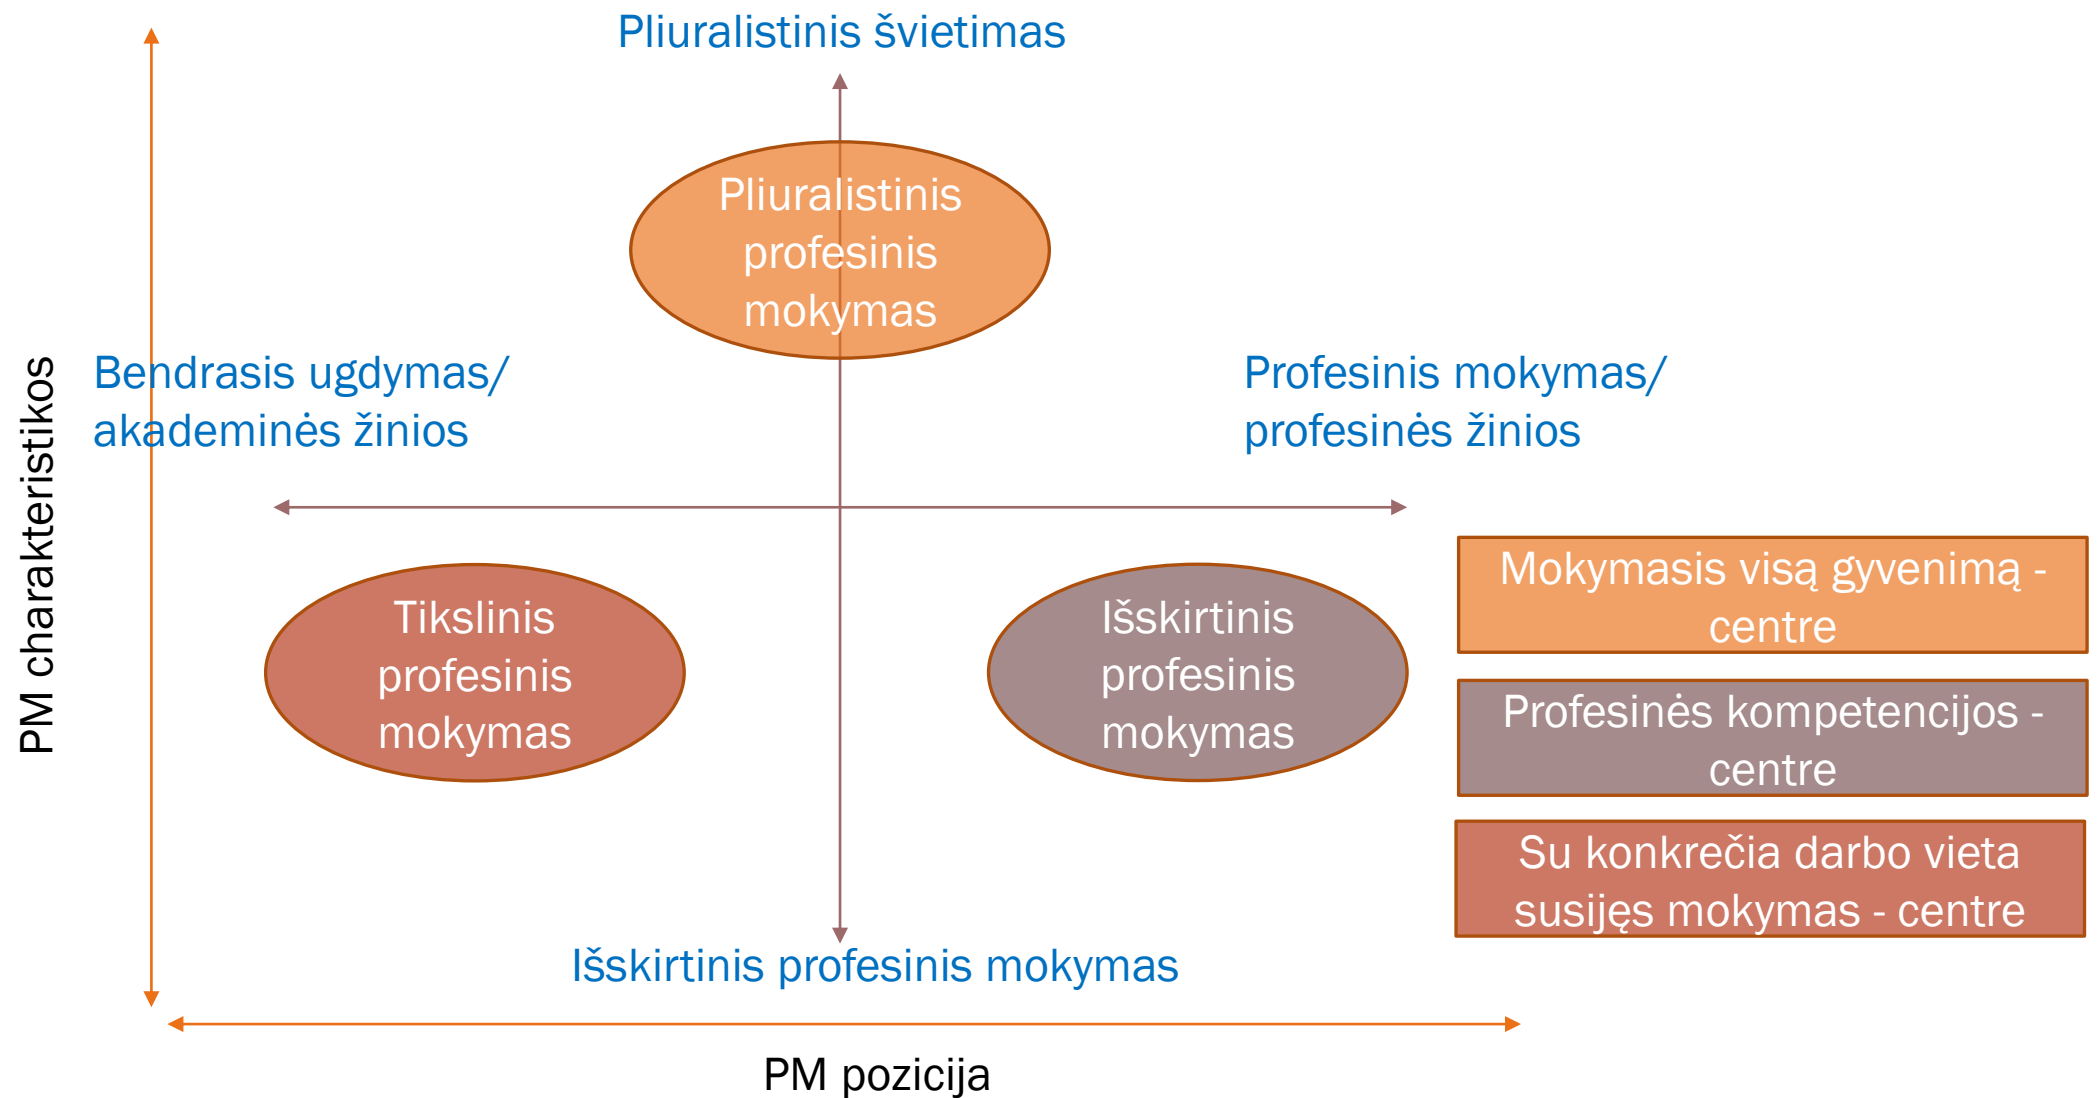 Pliuralistinis švietimas
Pliuralistinis
profesinis
mokymas
PM charakteristikos
Bendrasis ugdymas/
akademinės žinios
Profesinis mokymas/
profesinės žinios
Tikslinis
profesinis
mokymas
Išskirtinis
profesinis
mokymas
Mokymasis visą gyvenimą -
centre
Profesinės kompetencijos -
centre
Su konkrečia darbo vieta
susijęs mokymas - centre
Išskirtinis profesinis mokymas
PM pozicija